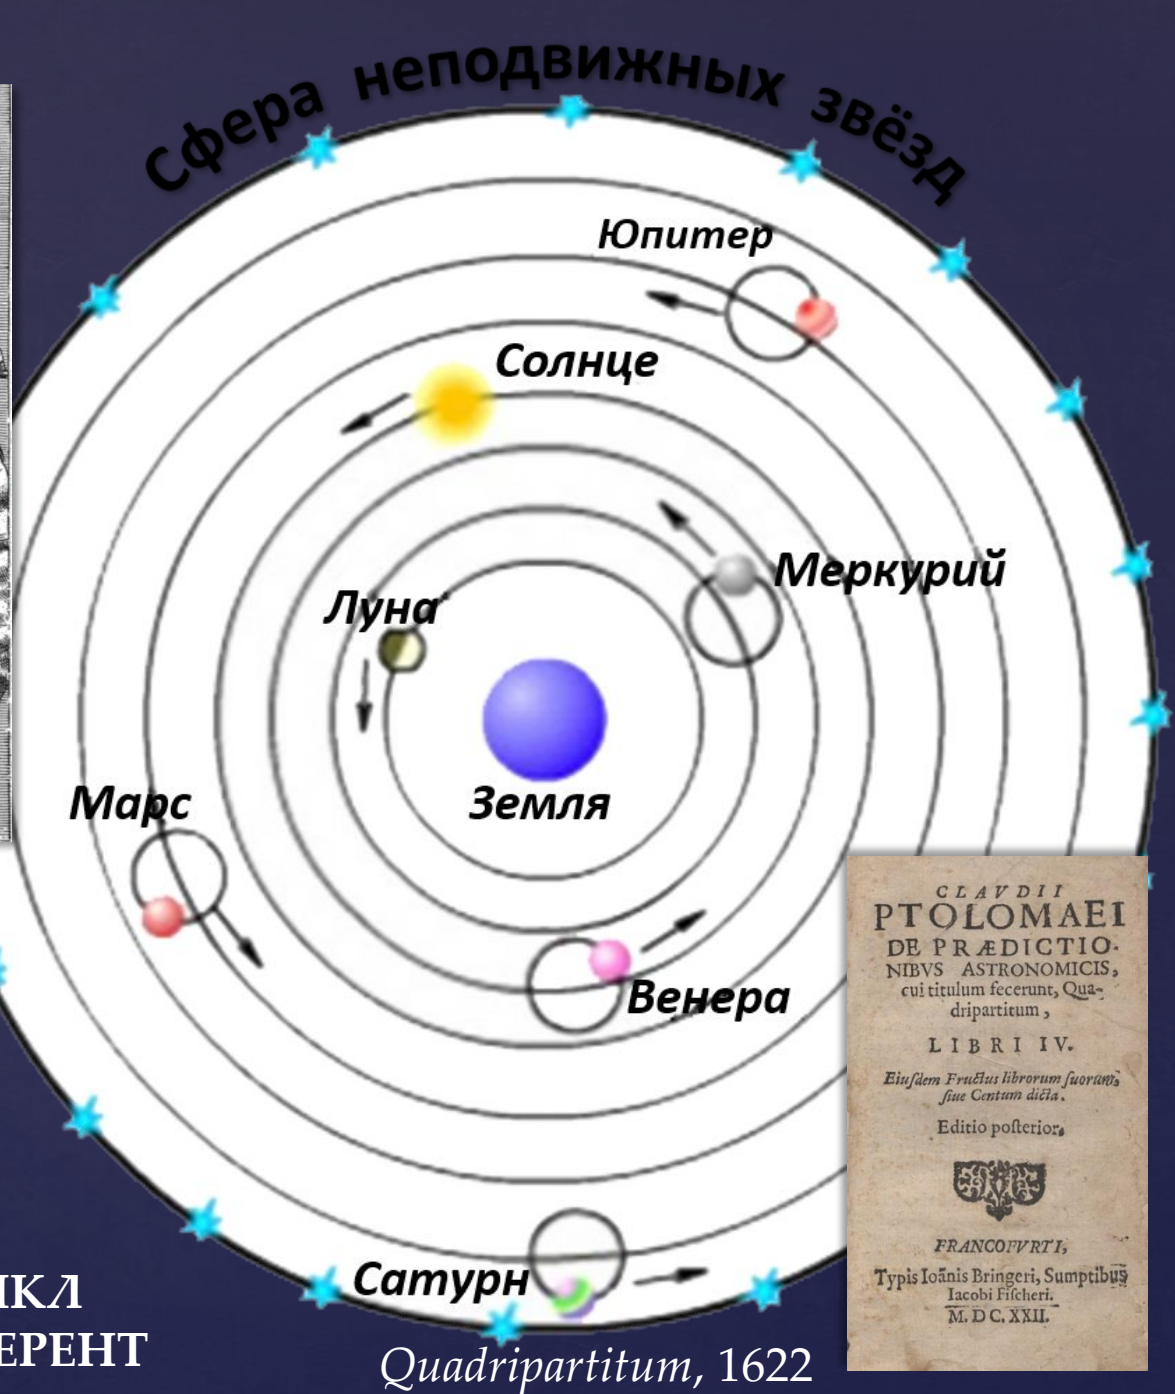 Сфера неподвижных звёзд
Юпитер
Солнце
Меркурий
Луна
Земля
Марс
Венера
Сатурн
CLAVDII
PTOLOMAEI
DE PRÆDICTIO-
NIBVS ASTRONOMICIS,
cui titulum fecerunt, Qua-
dripartitum,
LIBRI IV.
Eiuſdem Fructus librorum ſuorum,
ſiue Centum dicta.
Editio poſterior,
FRANCOFVRTI,
Typis Ioānis Bringeri, Sumptibus
Iacobi Fiſcheri.
M. DC. XXII.
Quadripartitum, 1622